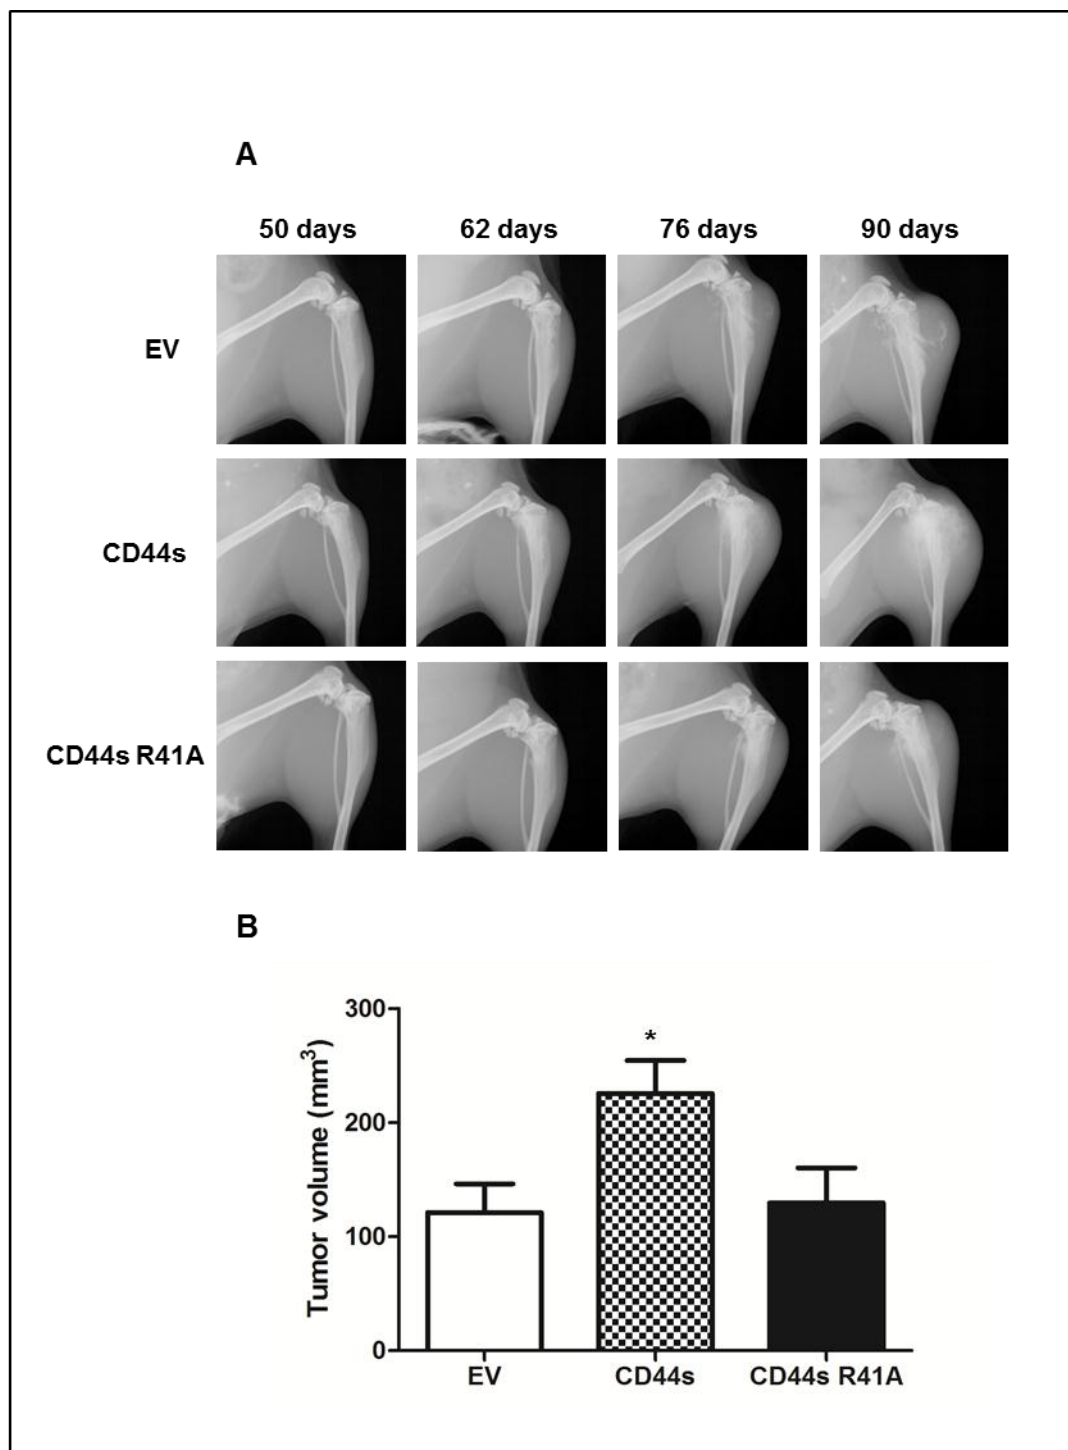 A
50 days 62 days 76 days 90 days
EV
CD44s
CD44s R41A
B
Tumor volume (mm³)
300
200
100
0
*
EV CD44s CD44s R41A